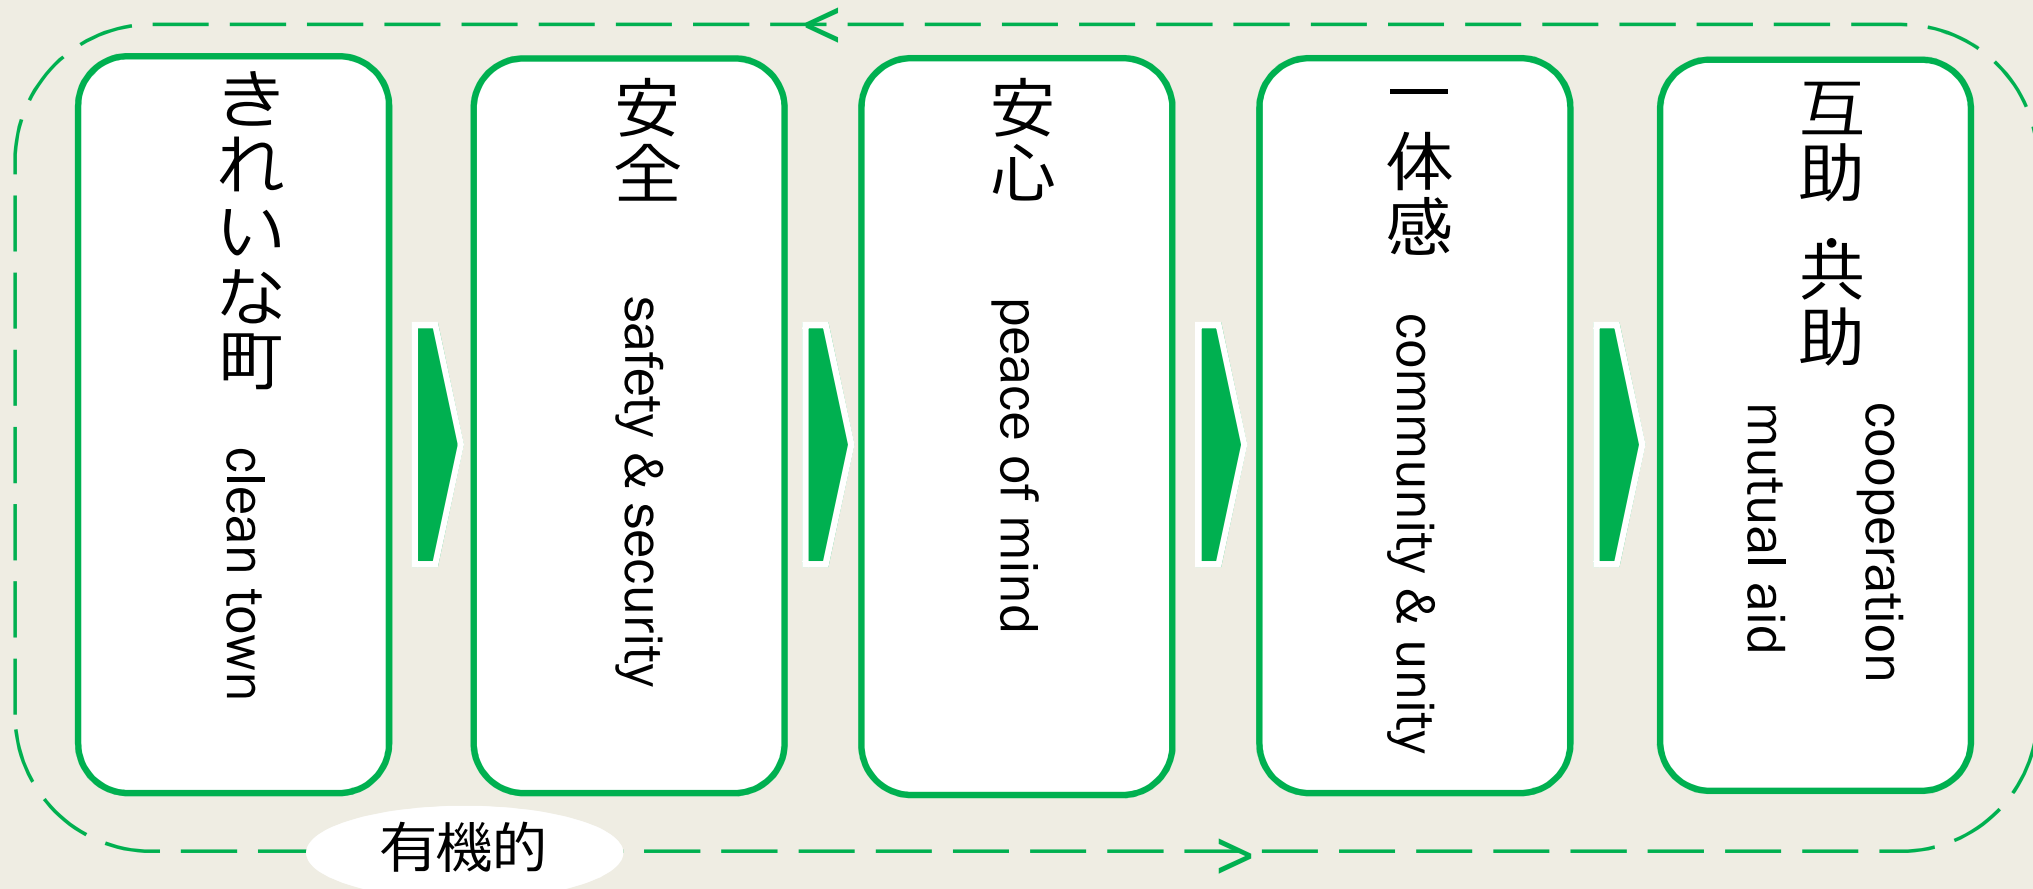 きれいな町 clean town
安全 safety & security
安心 peace of mind
一体感 community & unity
互助・共助
cooperation
mutual aid
有機的